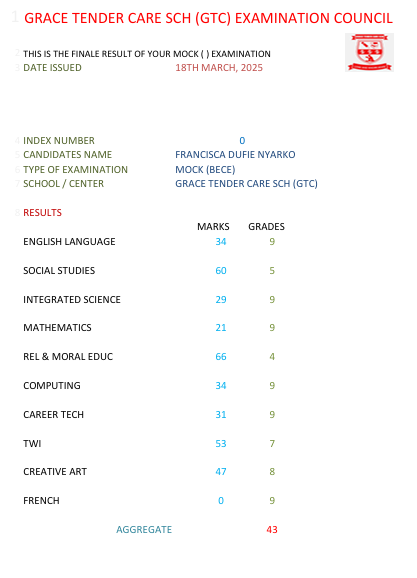 GRACE TENDER CARE SCH (GTC) EXAMINATION COUNCIL
THIS IS THE FINALE RESULT OF YOUR MOCK ( ) EXAMINATION
DATE ISSUED 18TH MARCH, 2025
INDEX NUMBER 0
CANDIDATES NAME FRANCISCA DUFIE NYARKO
TYPE OF EXAMINATION MOCK (BECE)
SCHOOL / CENTER GRACE TENDER CARE SCH (GTC)
RESULTS
MARKS GRADES
ENGLISH LANGUAGE 34 9
SOCIAL STUDIES 60 5
INTEGRATED SCIENCE 29 9
MATHEMATICS 21 9
REL & MORAL EDUC 66 4
COMPUTING 34 9
CAREER TECH 31 9
TWI 53 7
CREATIVE ART 47 8
FRENCH 0 9
AGGREGATE 43